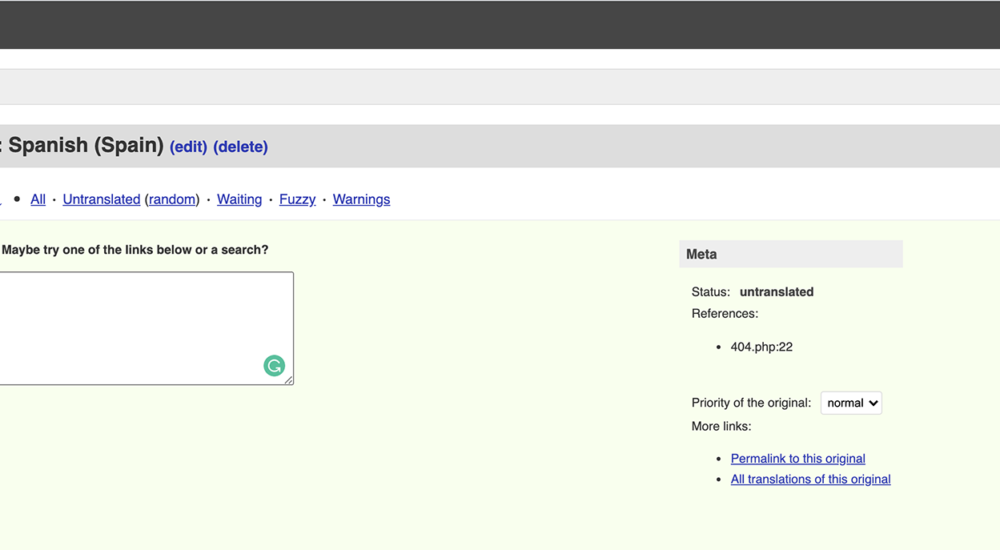 : Spanish (Spain) (edit) (delete)
• All · Untranslated (random) · Waiting · Fuzzy · Warnings
Maybe try one of the links below or a search?
Meta
Status: untranslated
References:
• 404.php:22
Priority of the original: normal
More links:
• Permalink to this original
• All translations of this original